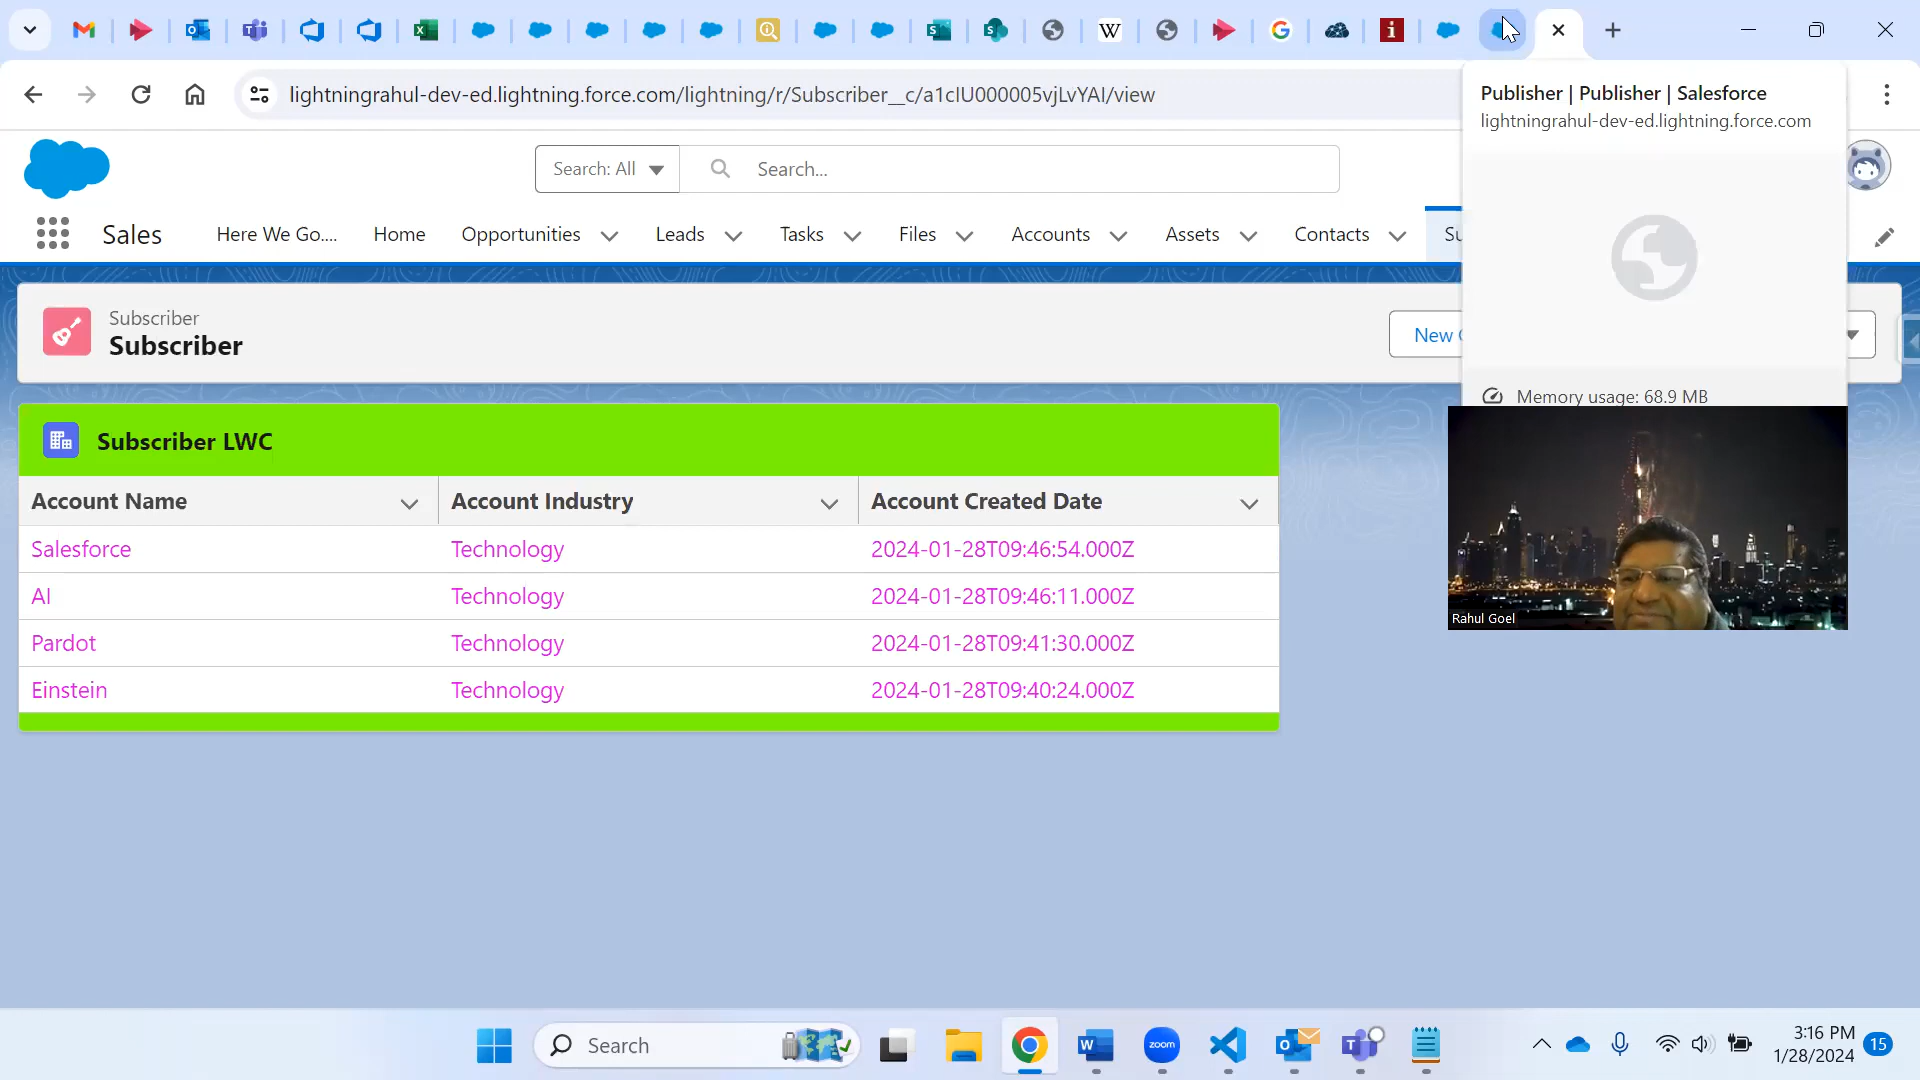 lightningrahul-dev-ed.lightning.force.com/lightning/r/Subscriber__c/a1cIU000005vjLvYAI/view
Publisher | Publisher | Salesforce
lightningrahul-dev-ed.lightning.force.com
Search: All
Search...
Sales
Here We Go....
Home
Opportunities
Leads
Tasks
Files
Accounts
Assets
Contacts
Su
Subscriber
Subscriber
New
Memory usage: 68.9 MB
Subscriber LWC
Account Name Account Industry Account Created Date
Salesforce Technology 2024-01-28T09:46:54.000Z
AI Technology 2024-01-28T09:46:11.000Z
Pardot Technology 2024-01-28T09:41:30.000Z
Einstein Technology 2024-01-28T09:40:24.000Z
Rahul Goel
Search
zoom
3:16 PM
1/28/2024
15